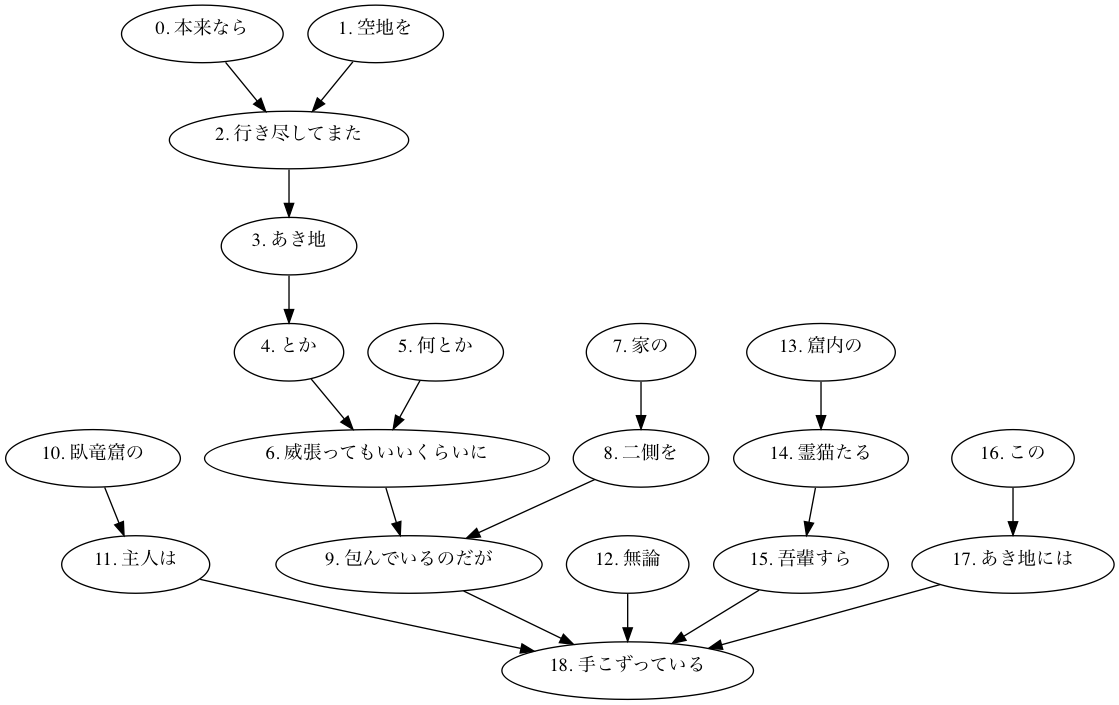 0. 本来なら
1. 空地を
2. 行き尽してまた
3. あき地
4. とか
5. 何とか
7. 家の
13. 窟内の
10. 臥竜窟の
6. 威張ってもいいくらいに
8. 二側を
14. 霊猫たる
16. この
11. 主人は
9. 包んでいるのだが
12. 無論
15. 吾輩すら
17. あき地には
18. 手こずっている